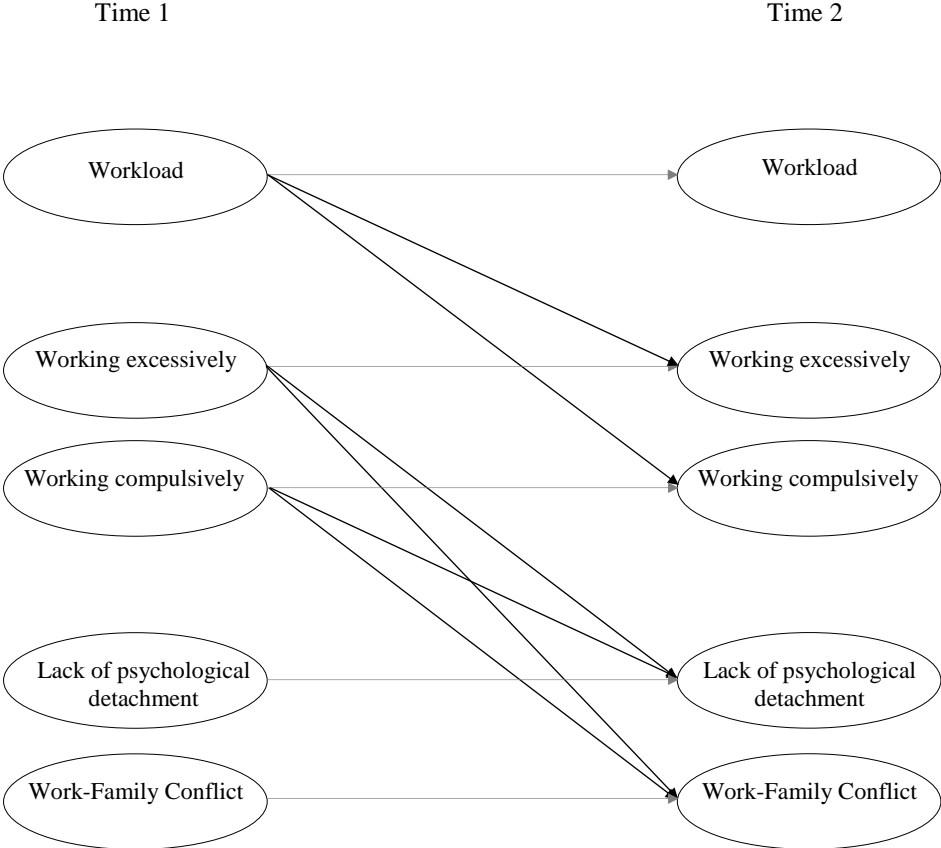 Time 1
Time 2
Workload
Workload
Working excessively
Working excessively
Working compulsively
Working compulsively
Lack of psychological
detachment
Lack of psychological
detachment
Work-Family Conflict
Work-Family Conflict